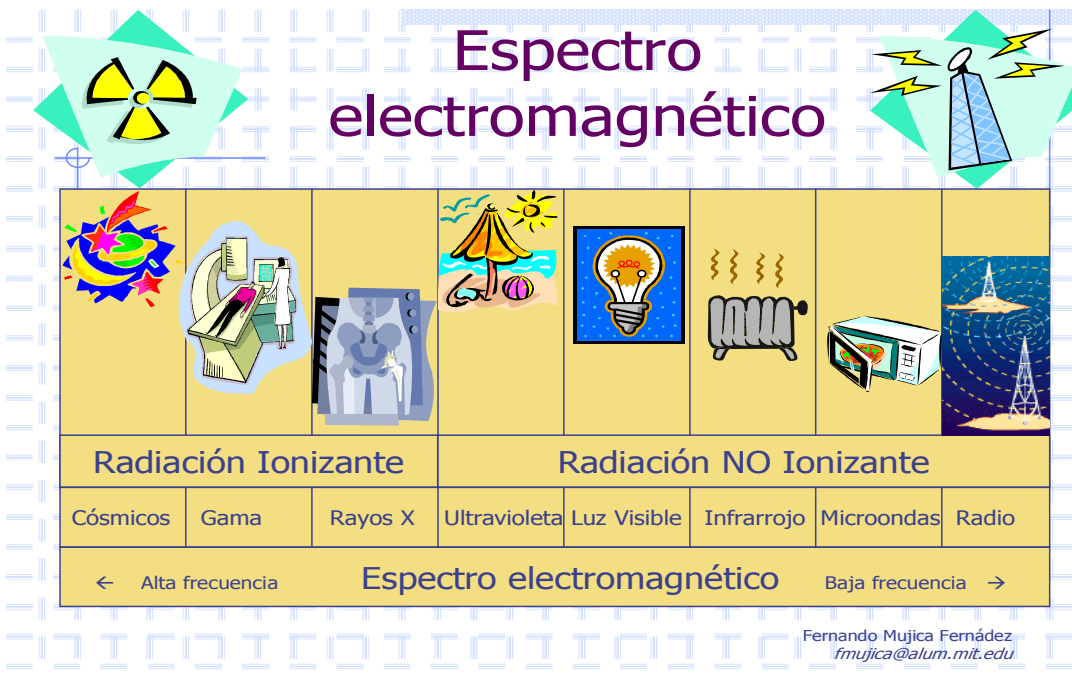 Espectro
electromagnético
Radiación Ionizante
Radiación NO Ionizante
Cósmicos
Gama
Rayos X
Ultravioleta
Luz Visible
Infrarrojo
Microondas
Radio
← Alta frecuencia
Espectro electromagnético
Baja frecuencia →
Fernando Mujica Fernádez
fmujica@alum.mit.edu